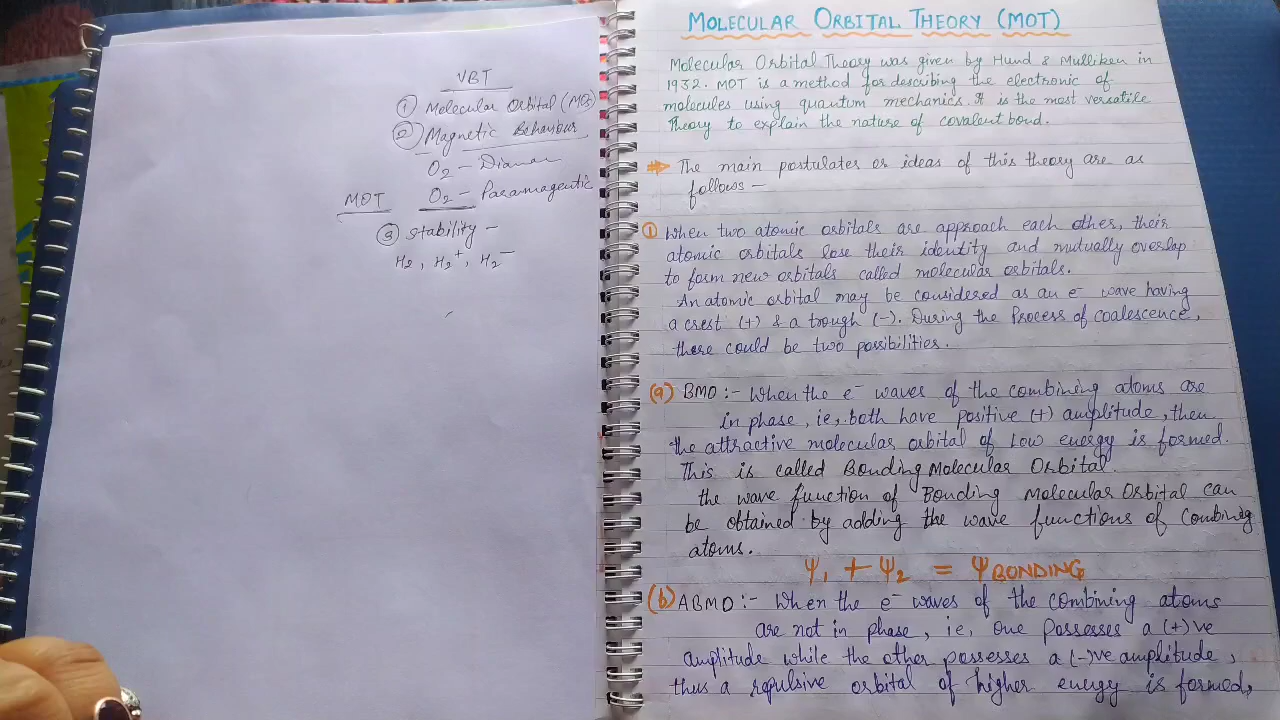 VBT
① Molecular Orbital (MOs)
② Magnetic Behaviour
O2 – Diamag
MOT O2 – Paramagentic
③ Stability –
H2, H2+, H2–
MOLECULAR ORBITAL THEORY (MOT)
Molecular Orbital Theory was given by Hund & Mulliken in
1932. MOT is a method for describing the electronic of
molecules using quantum mechanics. It is the most versatile
Theory to explain the nature of covalent bond.
The main postulates or ideas of this theory are as
follows –
① When two atomic orbitals are approach each other, their
atomic orbitals lose their identity and mutually overlap
to form new orbitals called molecular orbitals.
An atomic orbital may be considered as an e– wave having
a crest (+) & a trough (–). During the Process of coalescence,
there could be two possibilities.
(a) BMO :- When the e– waves of the combining atoms are
in phase, ie, both have positive (+) amplitude, then
the attractive molecular orbital of low energy is formed.
This is called Bonding Molecular Orbital.
the wave function of Bonding Molecular Orbital can
be obtained by adding the wave functions of combining
atoms.
Ψ1 + Ψ2 = Ψ BONDING
(b) ABMO :- When the e– waves of the combining atoms
are not in phase, ie, one possesses a (+)ve
amplitude while the other possesses a -)ve amplitude,
thus a repulsive orbital of higher energy is formed,